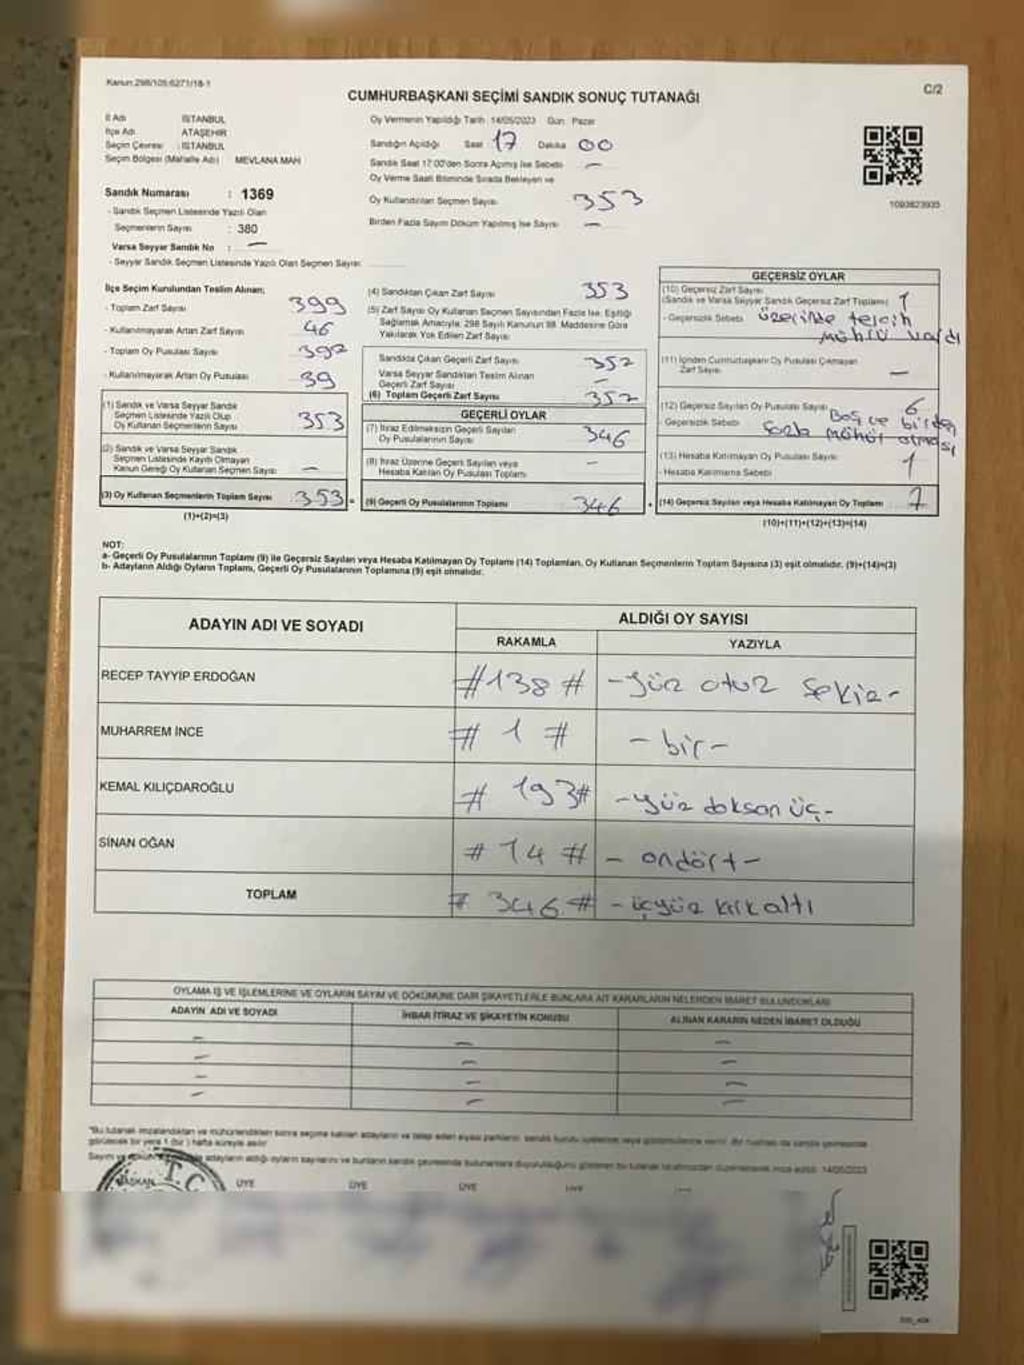 Kanun:298/105;6271/18-1
C/2
CUMHURBAŞKANI SEÇİMİ SANDIK SONUÇ TUTANAĞI
İl Adı : İSTANBUL
İlçe Adı : ATAŞEHİR
Seçim Çevresi : İSTANBUL
Seçim Bölgesi (Mahalle Adı) : MEVLANA MAH
Sandık Numarası : 1369
- Sandık Seçmen Listesinde Yazılı Olan
Seçmenlerin Sayısı : 380
Varsa Seyyar Sandık No : —
- Seyyar Sandık Seçmen Listesinde Yazılı Olan Seçmen Sayısı
Oy Vermenin Yapıldığı Tarih : 14/05/2023 Gün : Pazar
Sandığın Açıldığı Saat 17 Dakika 00
Sandık Saat 17:00'den Sonra Açılmış İse Sebebi —
Oy Verme Saati Bitiminde Sırada Bekleyen ve
Oy Kullandırılan Seçmen Sayısı 353
Birden Fazla Sayım Döküm Yapılmış İse Sayısı —
1093823935
İlçe Seçim Kurulundan Teslim Alınan;
- Toplam Zarf Sayısı 399
- Kullanılmayarak Artan Zarf Sayısı 46
- Toplam Oy Pusulası Sayısı 392
- Kullanılmayarak Artan Oy Pusulası 39
(1) Sandık ve Varsa Seyyar Sandık
Seçmen Listesinde Yazılı Olup
Oy Kullanan Seçmenlerin Sayısı 353
(2) Sandık ve Varsa Seyyar Sandık
Seçmen Listesinde Kaydı Olmayan
Kanun Gereği Oy Kullanan Seçmen Sayısı —
(3) Oy Kullanan Seçmenlerin Toplam Sayısı 353 =
(1)+(2)=(3)
(4) Sandıktan Çıkan Zarf Sayısı 353
(5) Zarf Sayısı Oy Kullanan Seçmen Sayısından Fazla İse, Eşitliği
Sağlamak Amacıyla; 298 Sayılı Kanunun 98. Maddesine Göre
Yakılarak Yok Edilen Zarf Sayısı
Sandıkta Çıkan Geçerli Zarf Sayısı 352
Varsa Seyyar Sandıktan Teslim Alınan
Geçerli Zarf Sayısı —
(6) Toplam Geçerli Zarf Sayısı 352
GEÇERLİ OYLAR
(7) İtiraz Edilmeksizin Geçerli Sayılan
Oy Pusulalarının Sayısı 346
(8) İtiraz Üzerine Geçerli Sayılan veya
Hesaba Katılan Oy Pusulası Toplamı —
(9) Geçerli Oy Pusulalarının Toplamı 346 +
GEÇERSİZ OYLAR
(10) Geçersiz Zarf Sayısı
(Sandık ve Varsa Seyyar Sandık Geçersiz Zarf Toplamı) 1
- Geçersizlik Sebebi üzerinde tercih
mührü vardı
(11) İçinden Cumhurbaşkanı Oy Pusulası Çıkmayan
Zarf Sayısı —
(12) Geçersiz Sayılan Oy Pusulası Sayısı 6
- Geçersizlik Sebebi Boş ve birden
fazla mühür olması
(13) Hesaba Katılmayan Oy Pusulası Sayısı 1
- Hesaba Katılmama Sebebi
(14) Geçersiz Sayılan veya Hesaba Katılmayan Oy Toplamı 7
(10)+(11)+(12)+(13)=(14)
NOT:
a- Geçerli Oy Pusulalarının Toplamı (9) ile Geçersiz Sayılan veya Hesaba Katılmayan Oy Toplamı (14) Toplamları, Oy Kullanan Seçmenlerin Toplam Sayısına (3) eşit olmalıdır. (9)+(14)=(3)
b- Adayların Aldığı Oyların Toplamı, Geçerli Oy Pusulalarının Toplamına (9) eşit olmalıdır.
ADAYIN ADI VE SOYADI
ALDIĞI OY SAYISI
RAKAMLA YAZIYLA
RECEP TAYYİP ERDOĞAN #138# -yüz otuz sekiz-
MUHARREM İNCE # 1 # - bir -
KEMAL KILIÇDAROĞLU # 193# -yüz doksan üç-
SİNAN OĞAN # 14 # - ondört -
TOPLAM # 346 # - üçyüz kırk altı
OYLAMA İŞ VE İŞLEMLERİNE VE OYLARIN SAYIM VE DÖKÜMÜNE DAİR ŞİKAYETLERLE BUNLARA AİT KARARLARIN NELERDEN İBARET BULUNDUKLARI
ADAYIN ADI VE SOYADI İHBAR İTİRAZ VE ŞİKAYETİN KONUSU ALINAN KARARIN NEDEN İBARET OLDUĞU
— — —
— — —
— — —
— — —
BAŞKAN ÜYE ÜYE ÜYE
T.C